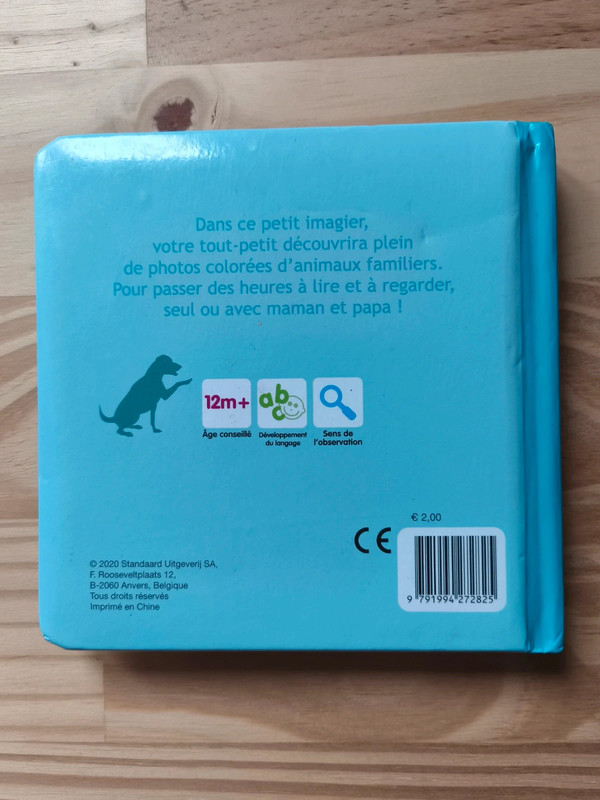 Dans ce petit imagier,
votre tout-petit découvrira plein
de photos colorées d'animaux familiers.
Pour passer des heures à lire et à regarder,
seul ou avec maman et papa !
12m+
abc
Âge conseillé
Développement
du langage
Sens de
l'observation
€ 2,00
CE
9 791994 272825
© 2020 Standaard Uitgeverij SA,
F. Rooseveltplaats 12,
B-2060 Anvers, Belgique
Tous droits réservés
Imprimé en Chine